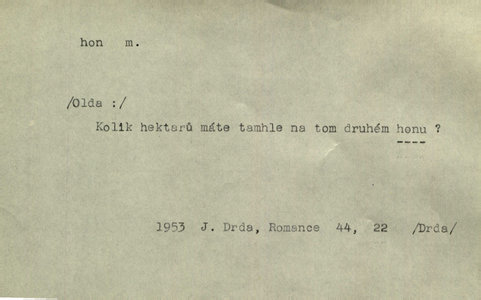 hon m.
/Olda :/
Kolik hektarů máte tamhle na tom druhém honu ?
1953 J. Drda, Romance 44, 22 /Drda/